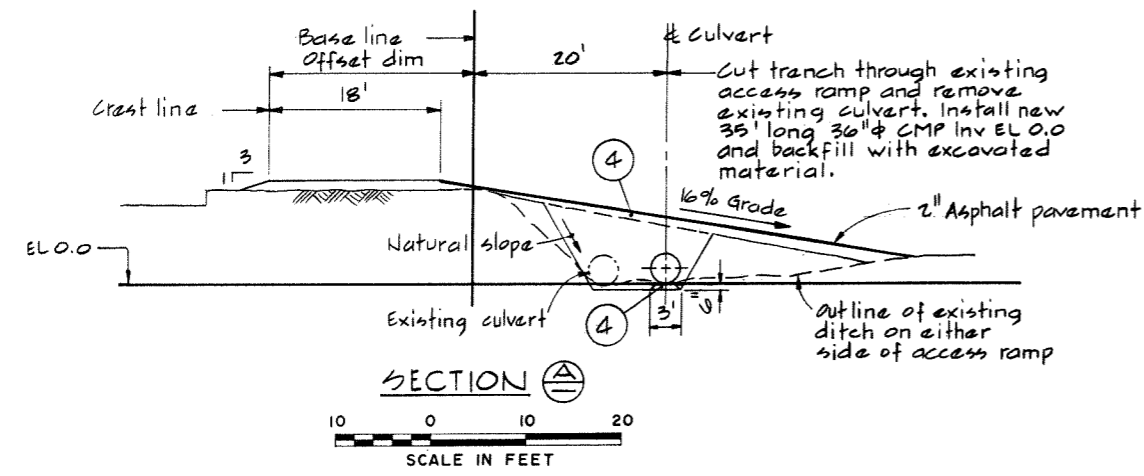 Base line
Offset dim
20'
℄ Culvert
18'
Crest line
3
1
Cut trench through existing
access ramp and remove
existing culvert. Install new
35' long 36"ϕ CMP Inv EL 0.0
and backfill with excavated
material.
4
16% Grade
2" Asphalt pavement
Natural slope
EL 0.0
Existing culvert
4
3'
6"
Outline of existing
ditch on either
side of access ramp
SECTION A
10 0 10 20
SCALE IN FEET